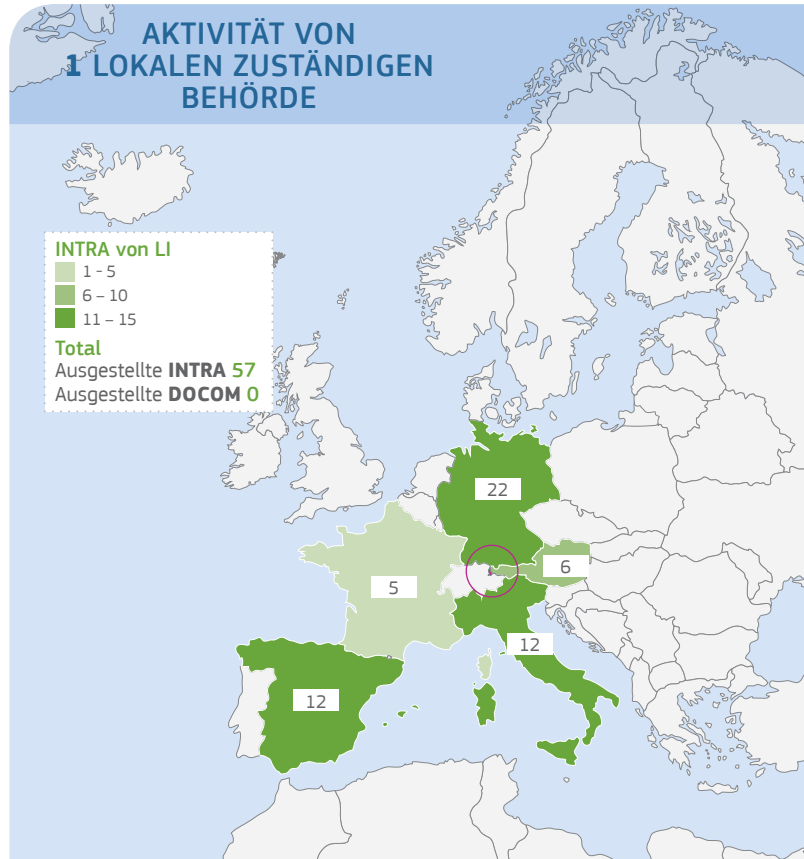 AKTIVITÄT VON
1 LOKALEN ZUSTÄNDIGEN
BEHÖRDE
INTRA von LI
1 - 5
6 – 10
11 – 15
Total
Ausgestellte INTRA 57
Ausgestellte DOCOM 0
22
6
5
12
12